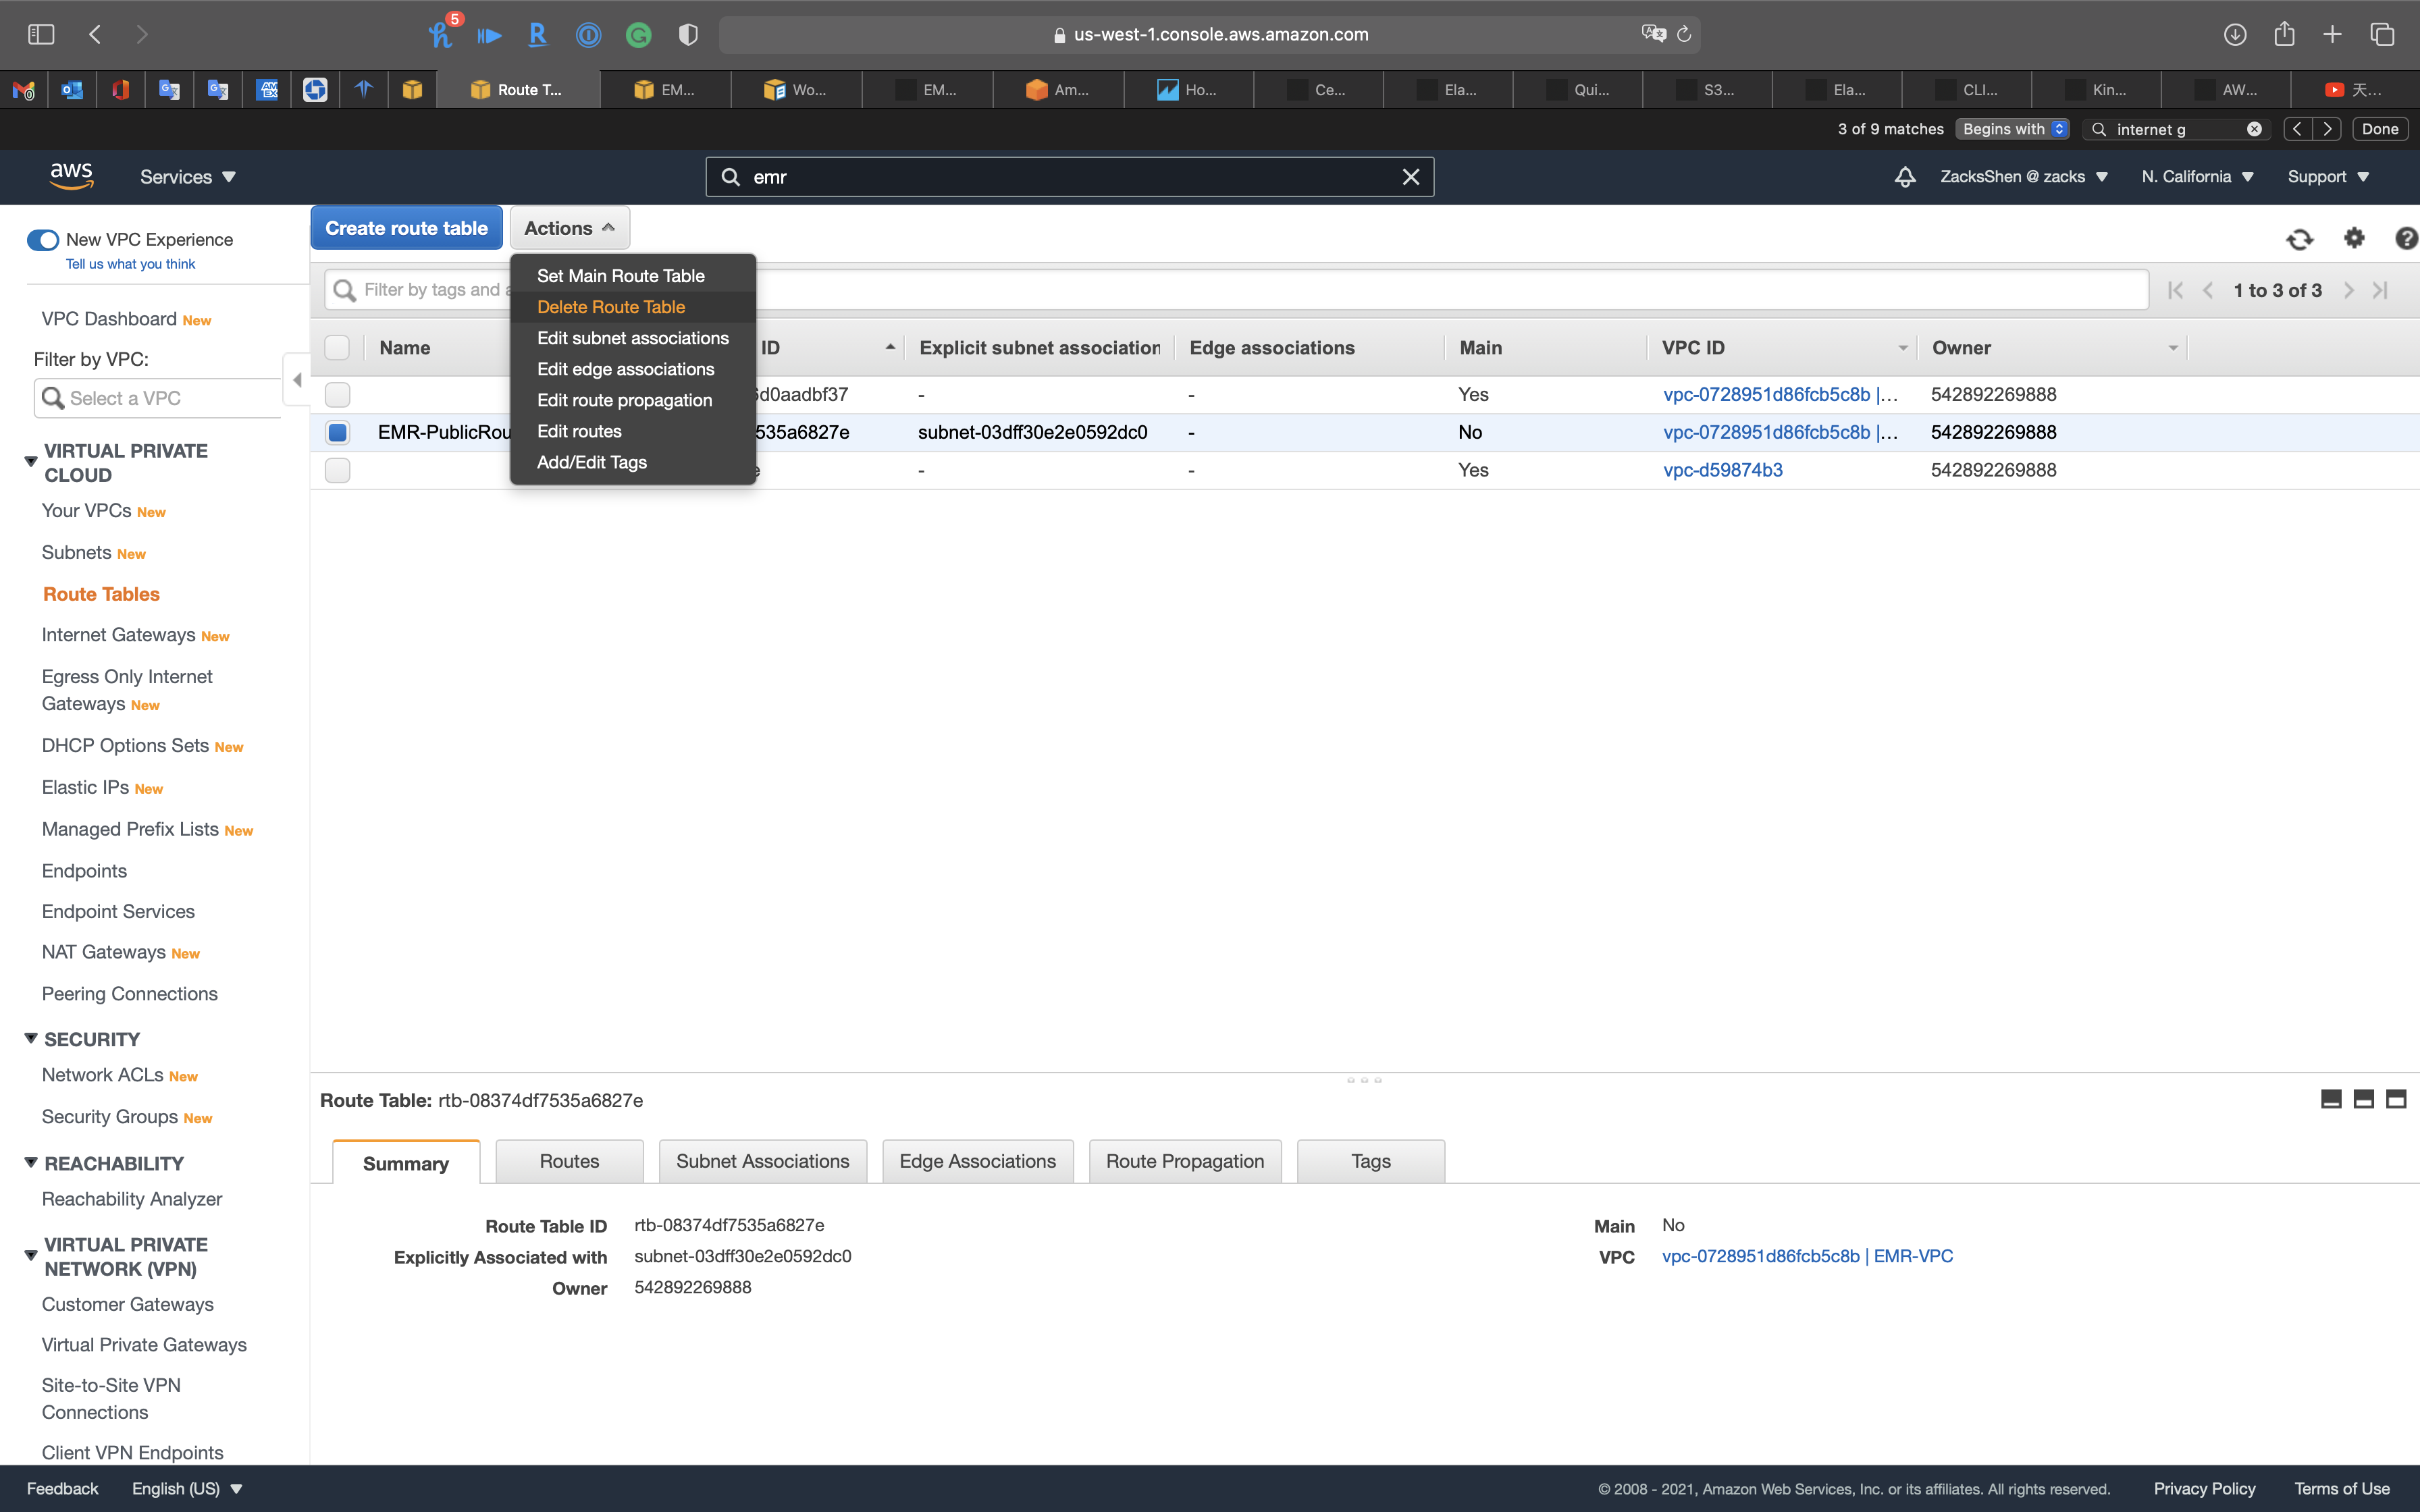 5
us-west-1.console.aws.amazon.com
Route T...
EM...
Wo...
EM...
Am...
Ho...
Ce...
Ela...
Qui...
S3...
Ela...
CLI...
Kin...
AW...
天...
3 of 9 matches
Begins with
internet g
Done
aws
Services
emr
ZacksShen @ zacks
N. California
Support
New VPC Experience
Tell us what you think
Create route table
Actions
Set Main Route Table
Delete Route Table
Edit subnet associations
Edit edge associations
Edit route propagation
Edit routes
Add/Edit Tags
Filter by tags and
1 to 3 of 3
VPC Dashboard New
Filter by VPC:
Select a VPC
VIRTUAL PRIVATE
CLOUD
Your VPCs New
Subnets New
Route Tables
Internet Gateways New
Egress Only Internet
Gateways New
DHCP Options Sets New
Elastic IPs New
Managed Prefix Lists New
Endpoints
Endpoint Services
NAT Gateways New
Peering Connections
SECURITY
Network ACLs New
Security Groups New
REACHABILITY
Reachability Analyzer
VIRTUAL PRIVATE
NETWORK (VPN)
Customer Gateways
Virtual Private Gateways
Site-to-Site VPN
Connections
Client VPN Endpoints
Name ID Explicit subnet association Edge associations Main VPC ID Owner
d0aadbf37 - - Yes vpc-0728951d86fcb5c8b |... 542892269888
EMR-PublicRou 535a6827e subnet-03dff30e2e0592dc0 - No vpc-0728951d86fcb5c8b |... 542892269888
- - Yes vpc-d59874b3 542892269888
Route Table: rtb-08374df7535a6827e
Summary
Routes
Subnet Associations
Edge Associations
Route Propagation
Tags
Route Table ID rtb-08374df7535a6827e
Main No
Explicitly Associated with subnet-03dff30e2e0592dc0
VPC vpc-0728951d86fcb5c8b | EMR-VPC
Owner 542892269888
Feedback
English (US)
© 2008 - 2021, Amazon Web Services, Inc. or its affiliates. All rights reserved.
Privacy Policy
Terms of Use